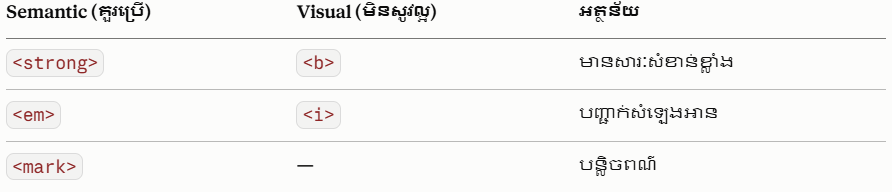 Semantic (គួរប្រើ) Visual (មិនសូវល្អ) អត្ថន័យ
<strong> <b> មានសារៈសំខាន់ខ្លាំង
<em> <i> បញ្ជាក់សំឡេងអាន
<mark> — បន្លិចពណ៍